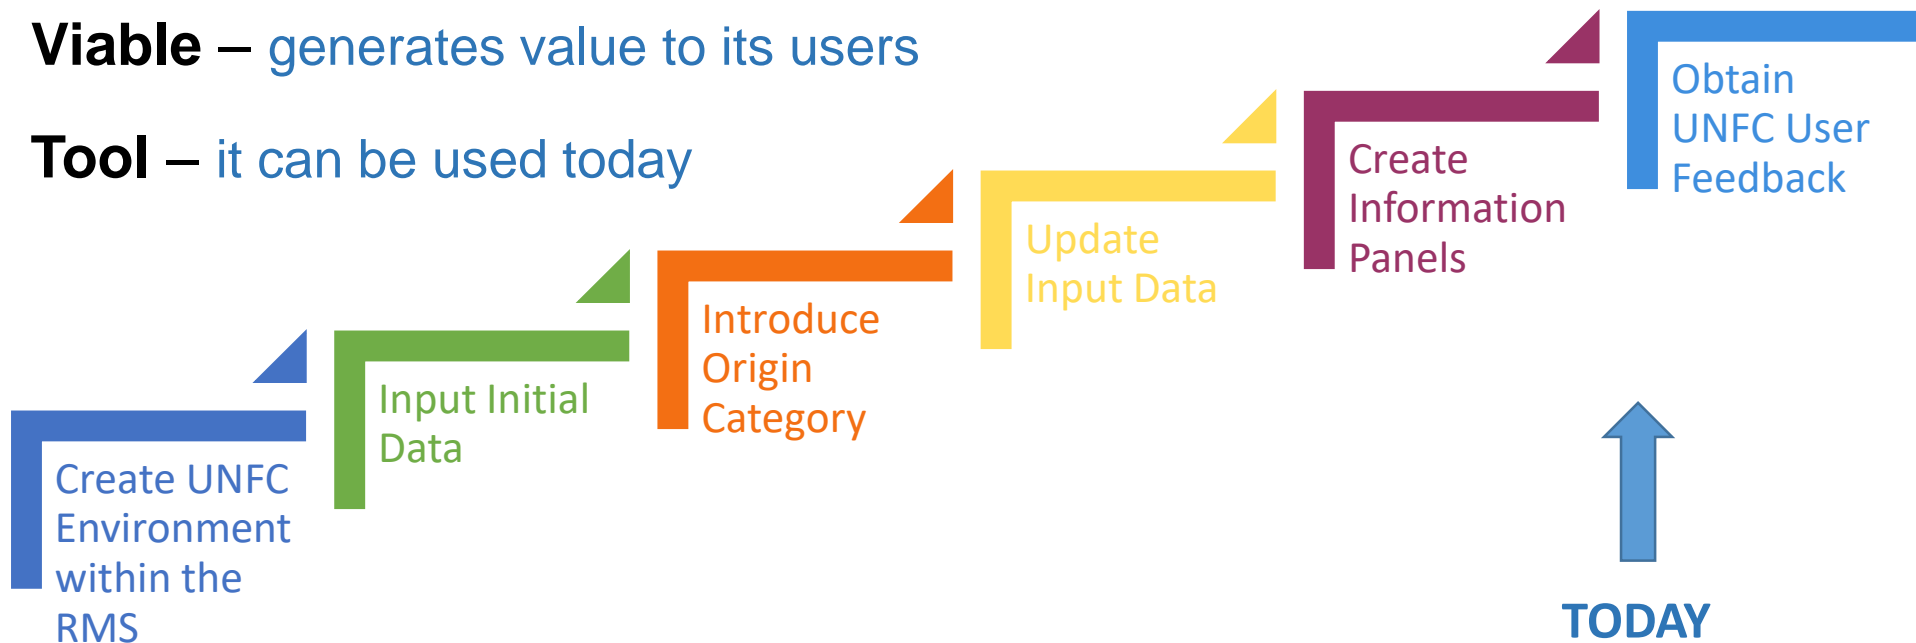 Viable – generates value to its users
Tool – it can be used today
Create UNFC
Environment
within the
RMS
Input Initial
Data
Introduce
Origin
Category
Update
Input Data
Create
Information
Panels
Obtain
UNFC User
Feedback
TODAY